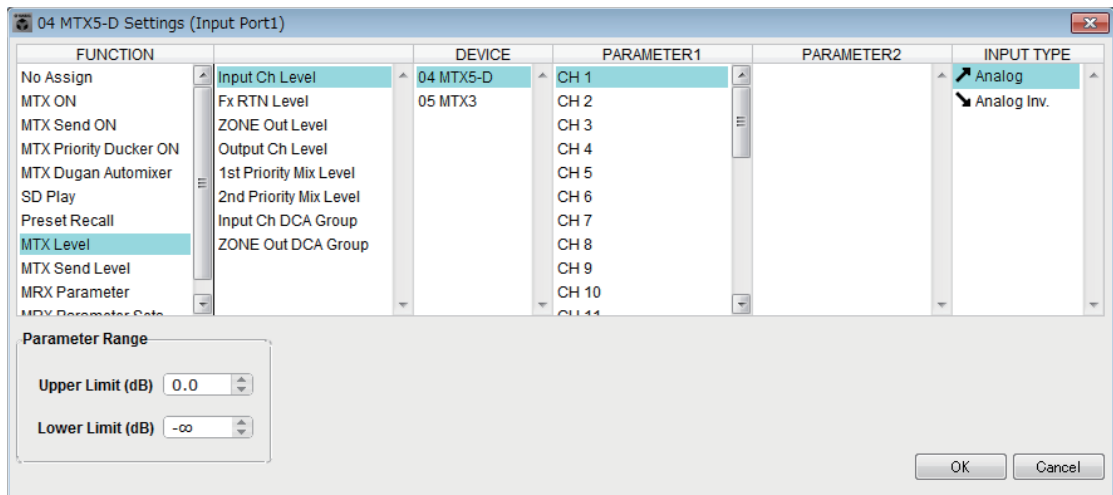 04 MTX5-D Settings (Input Port1)
FUNCTION DEVICE PARAMETER1 PARAMETER2 INPUT TYPE
No Assign Input Ch Level 04 MTX5-D CH 1 Analog
MTX ON Fx RTN Level 05 MTX3 CH 2 Analog Inv.
MTX Send ON ZONE Out Level CH 3
MTX Priority Ducker ON Output Ch Level CH 4
MTX Dugan Automixer 1st Priority Mix Level CH 5
SD Play 2nd Priority Mix Level CH 6
Preset Recall Input Ch DCA Group CH 7
MTX Level ZONE Out DCA Group CH 8
MTX Send Level CH 9
MRX Parameter CH 10
MRX Parameter Sets CH 11
Parameter Range
Upper Limit (dB) 0.0
Lower Limit (dB) -∞
OK Cancel